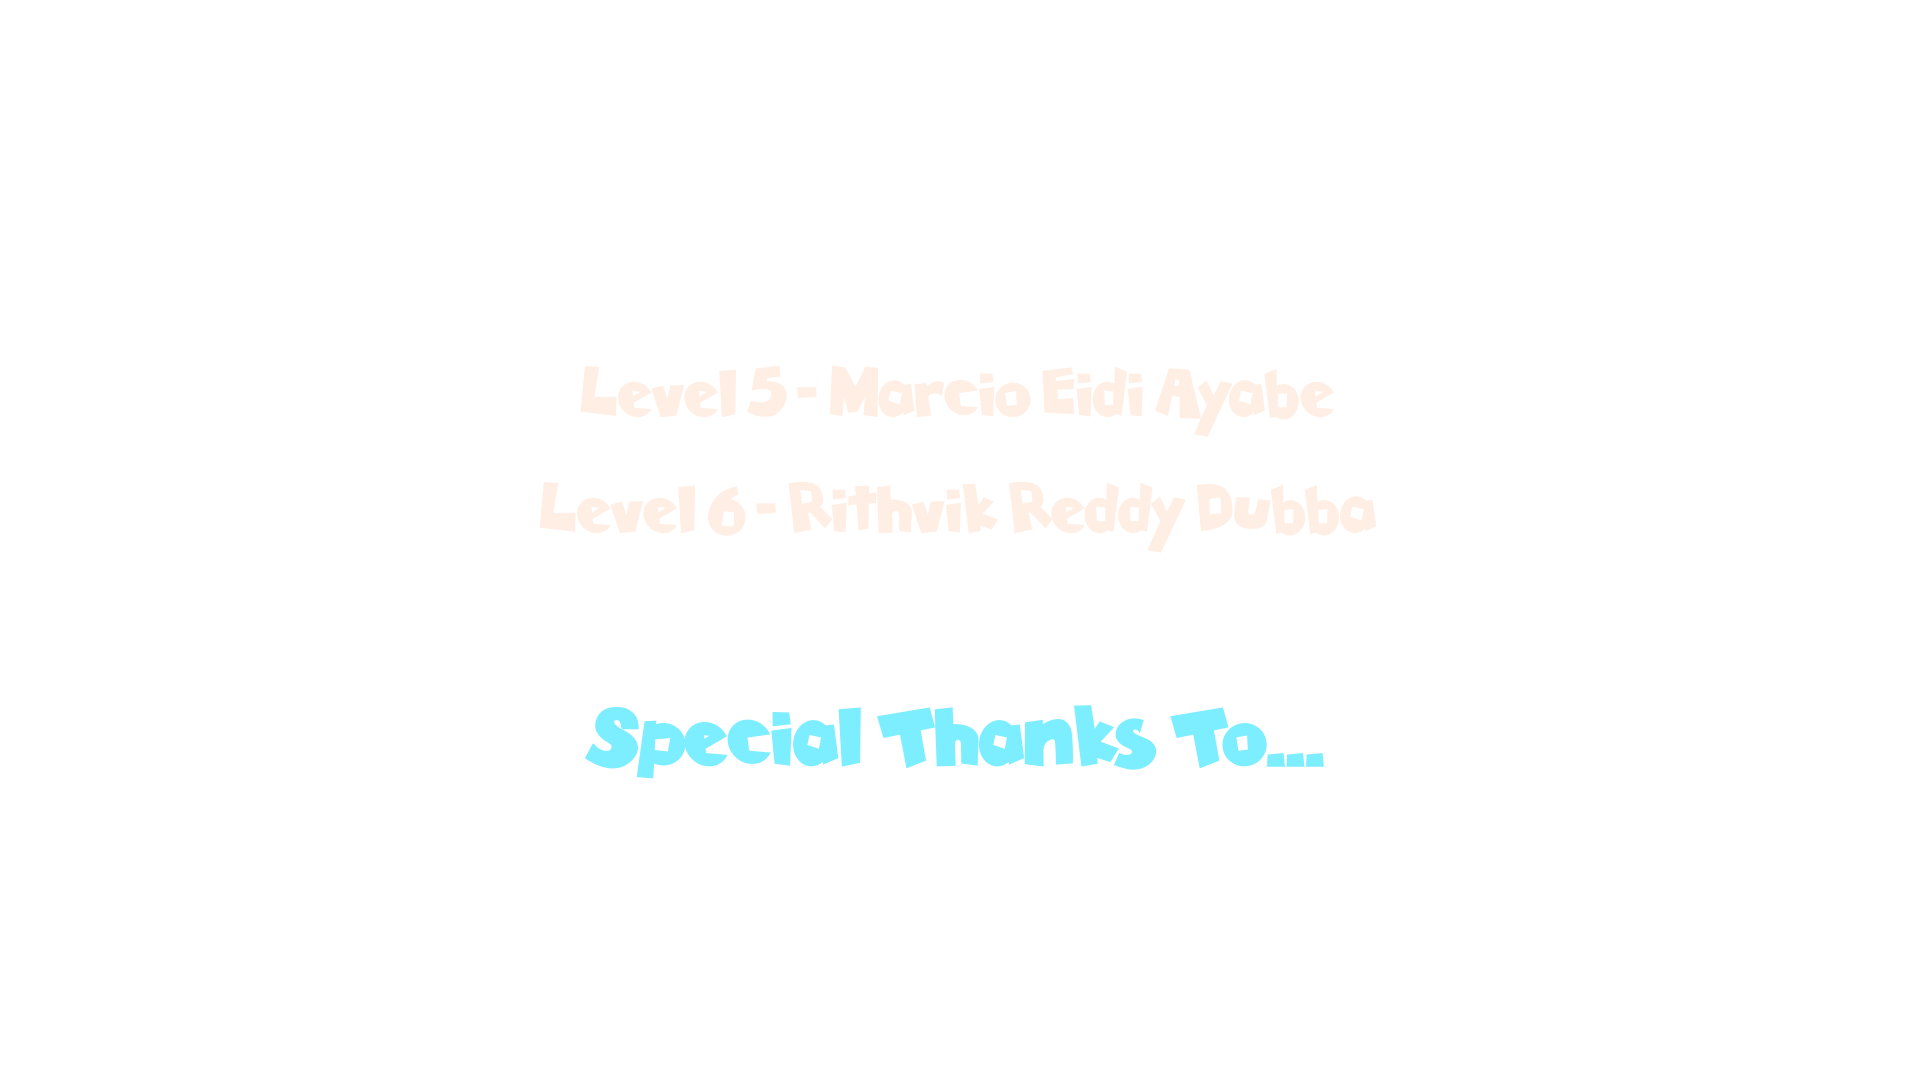 Level 5 - Marcio Eidi Ayabe
Level 6 - Rithvik Reddy Dubba
Special Thanks To...